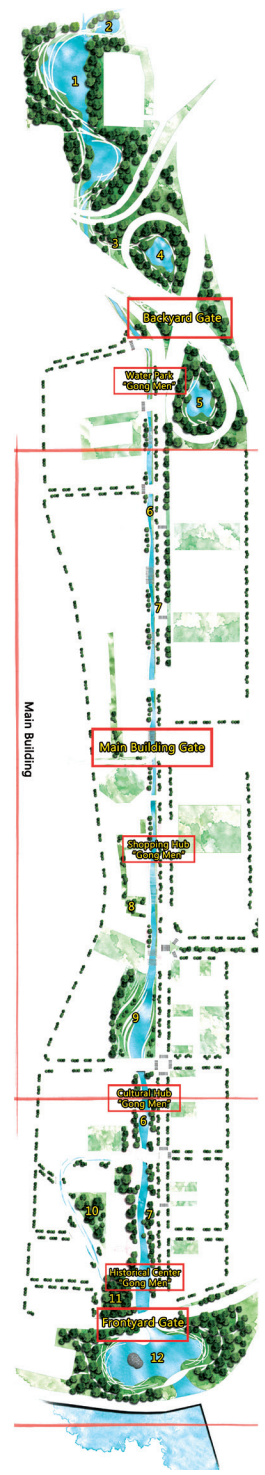 2
1
3
4
Backyard Gate
Water Park
"Gong Men"
5
6
7
Main Building
Main Building Gate
Shopping Hub
"Gong Men"
8
9
Cultural Hub
"Gong Men"
6
10
7
Historical Center
"Gong Men"
11
Frontyard Gate
12